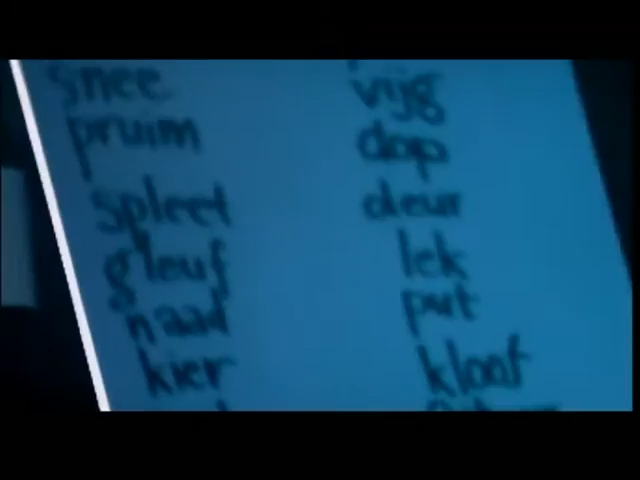 snee vijg
pruim dop
spleet deur
gleuf lek
naad put
kier kloof